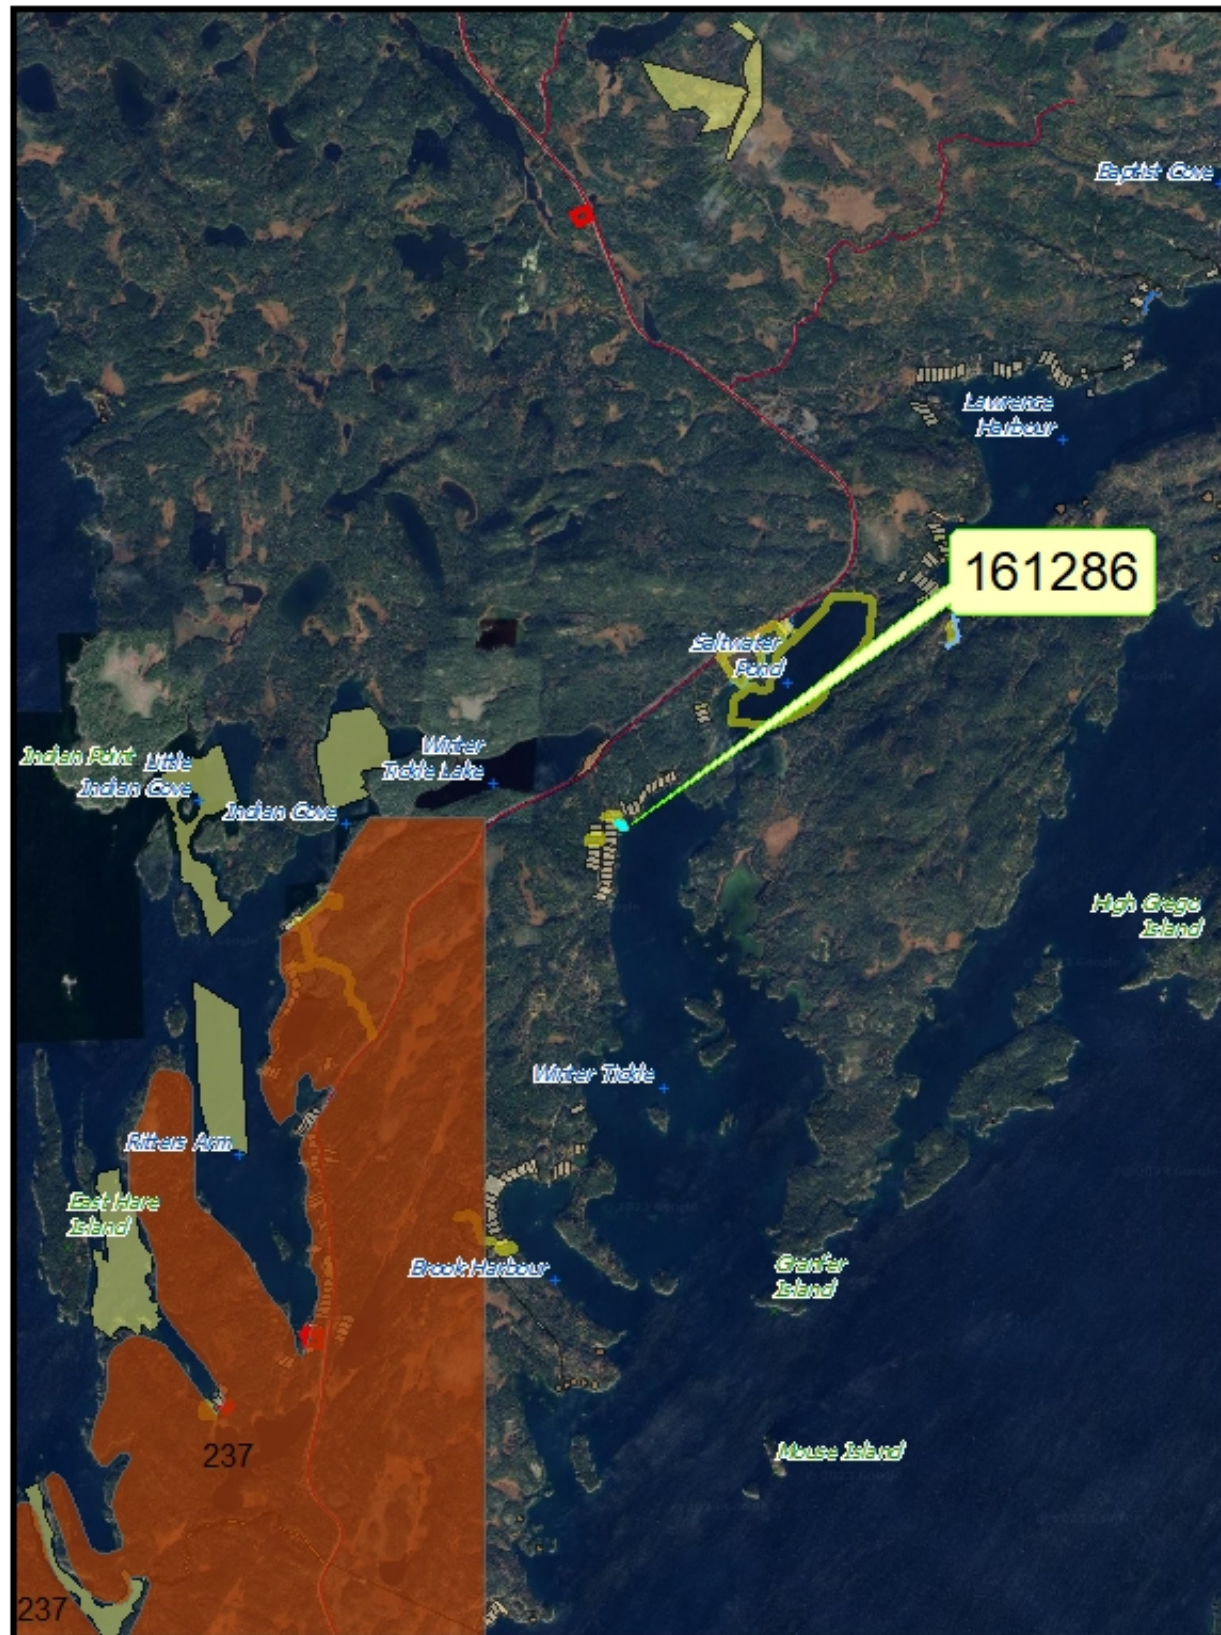 Baptist Cove
Lawrence
Harbour
161286
Saltwater
Pond
Indian Point
Little
Indian Cove
Winter
Tickle Lake
Indian Cove
High Grego
Island
Winter Tickle
Ritters Arm
East Hare
Island
Brook Harbour
Granfer
Island
237
Mouse Island
237